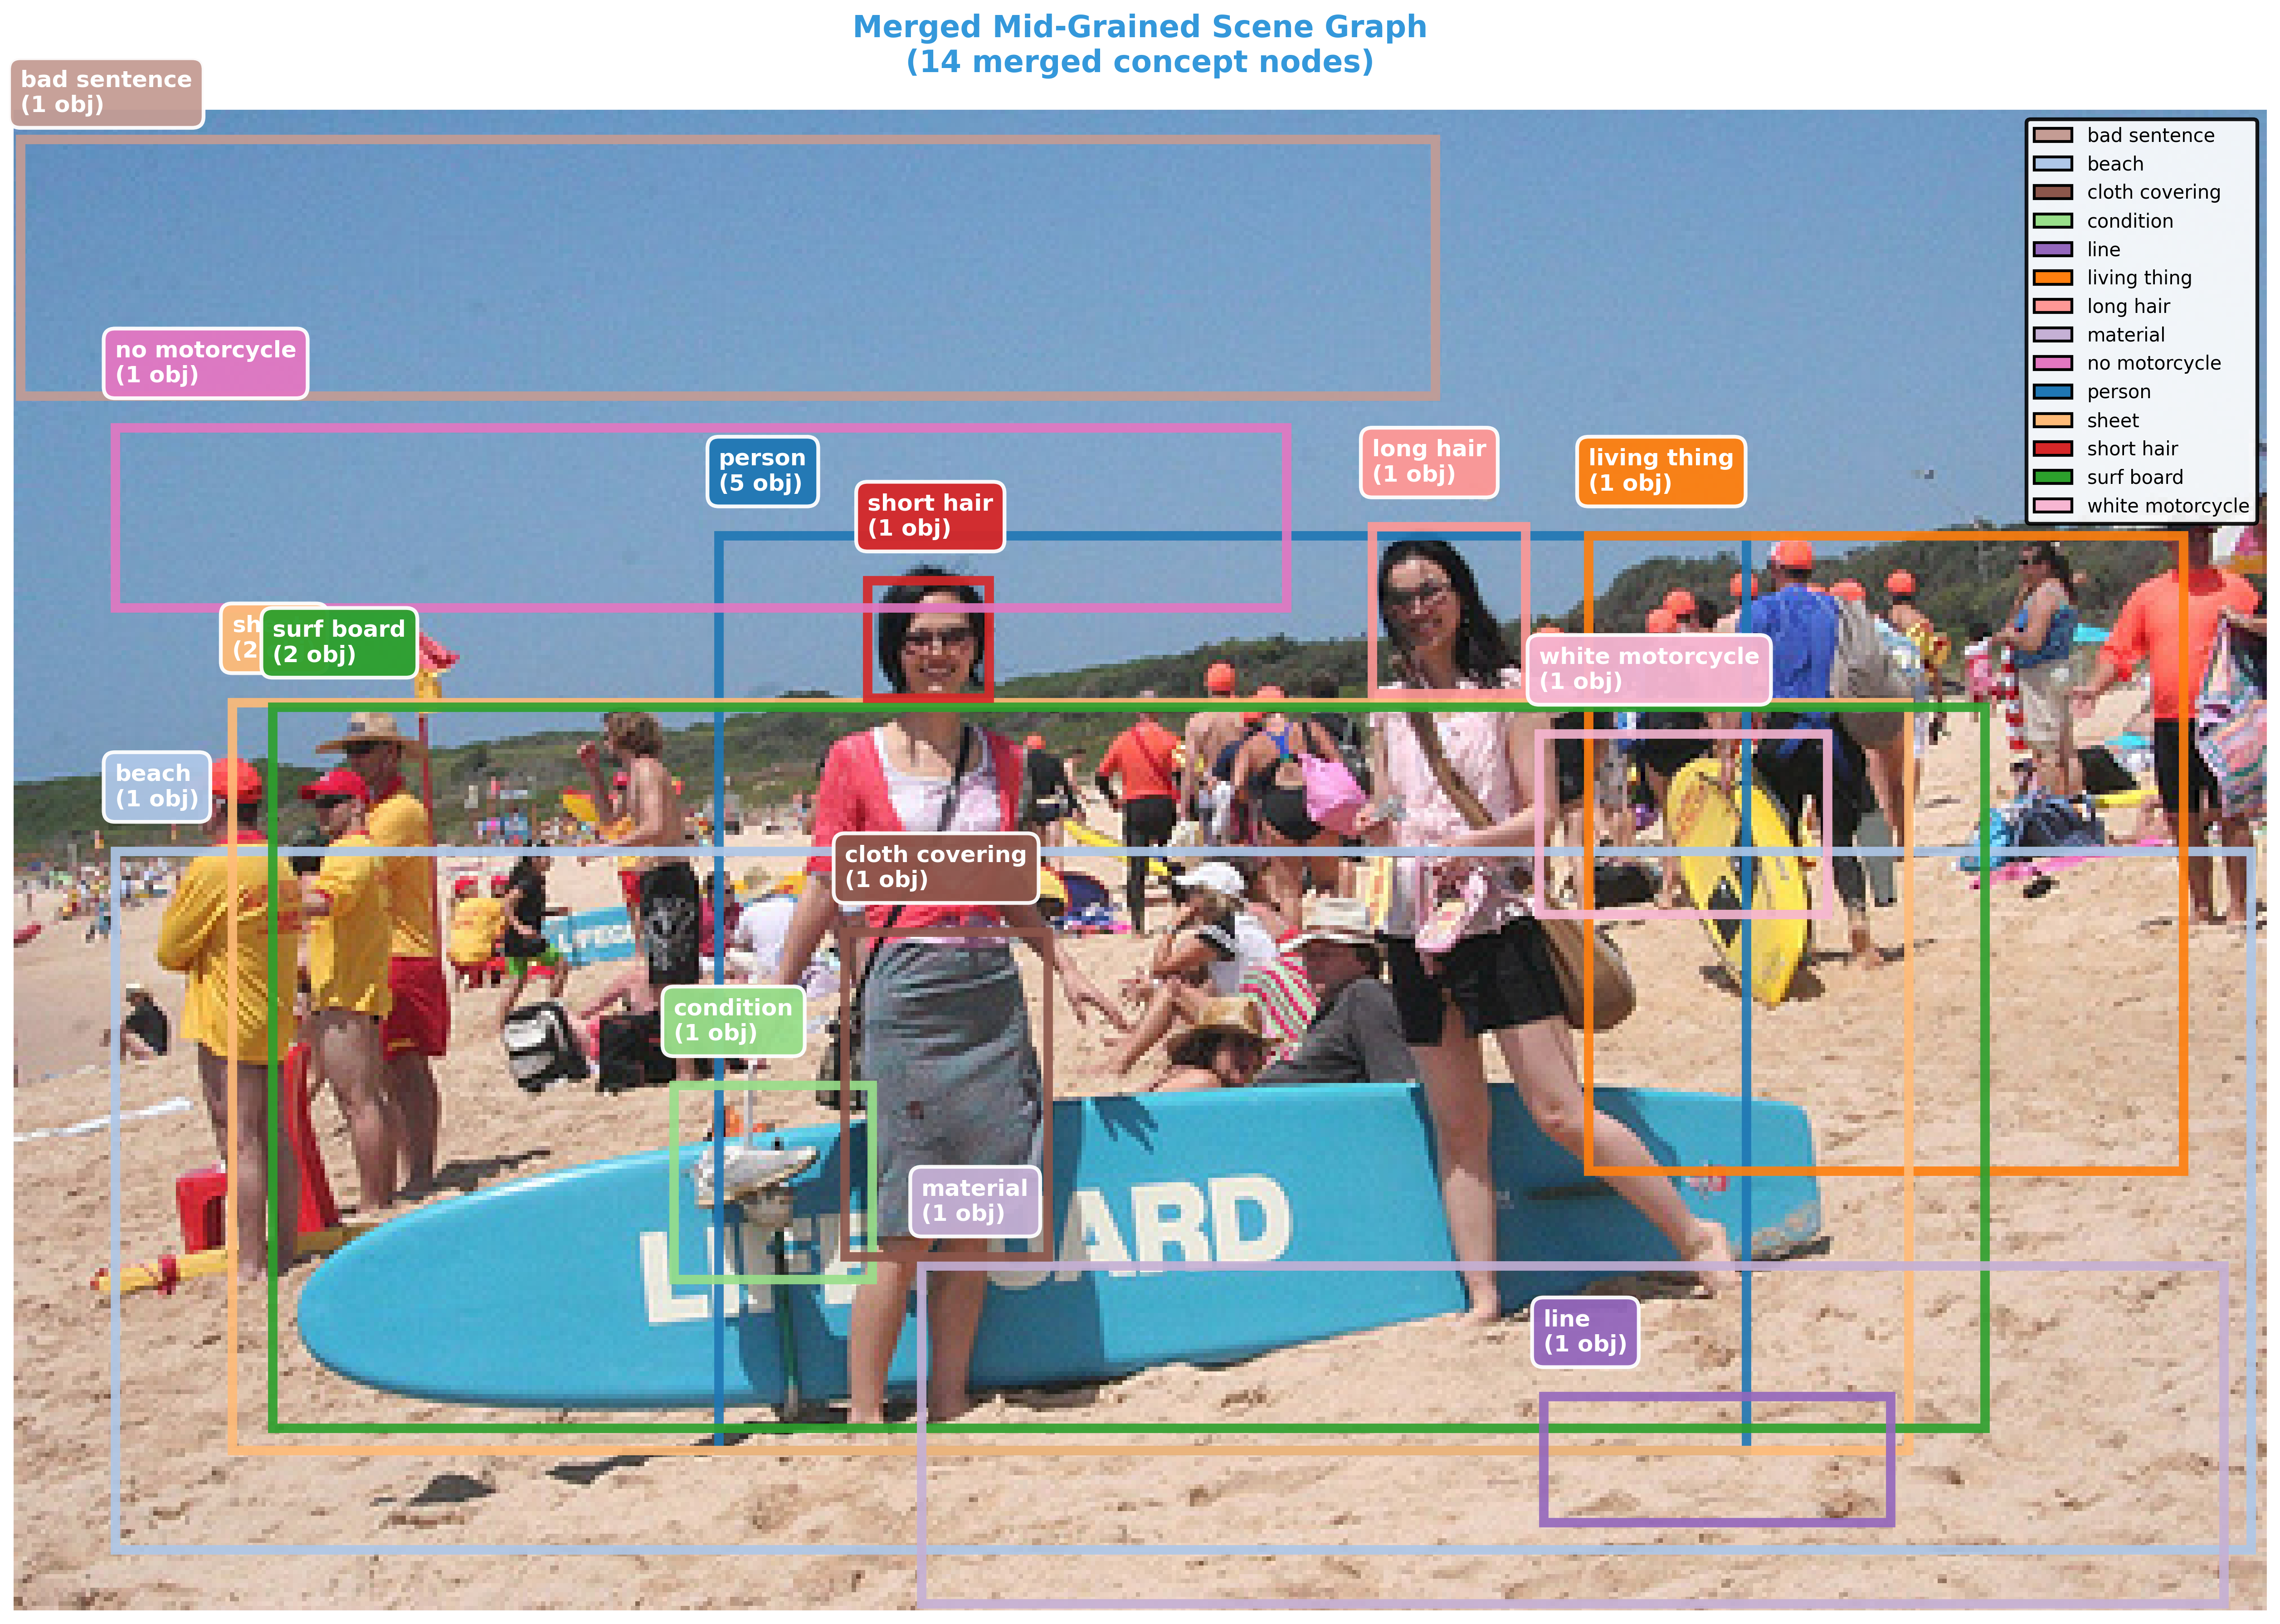 Merged Mid-Grained Scene Graph
(14 merged concept nodes)
bad sentence
(1 obj)
bad sentence
beach
cloth covering
condition
line
living thing
long hair
material
no motorcycle
person
sheet
short hair
surf board
white motorcycle
no motorcycle
(1 obj)
person
(5 obj)
short hair
(1 obj)
long hair
(1 obj)
living thing
(1 obj)
sh
(2
surf board
(2 obj)
white motorcycle
(1 obj)
beach
(1 obj)
cloth covering
(1 obj)
condition
(1 obj)
material
(1 obj)
line
(1 obj)